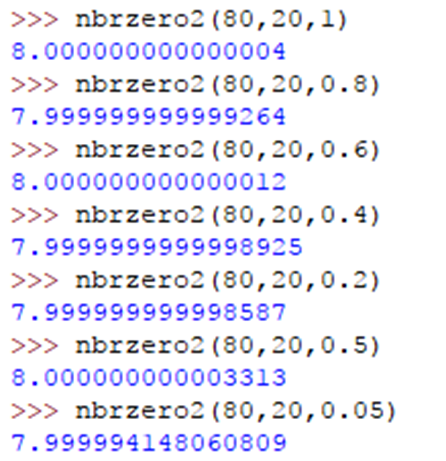 >>> nbrzero2(80,20,1)
8.000000000000004
>>> nbrzero2(80,20,0.8)
7.999999999999264
>>> nbrzero2(80,20,0.6)
8.000000000000012
>>> nbrzero2(80,20,0.4)
7.9999999999998925
>>> nbrzero2(80,20,0.2)
7.999999999998587
>>> nbrzero2(80,20,0.5)
8.000000000003313
>>> nbrzero2(80,20,0.05)
7.999994148060809